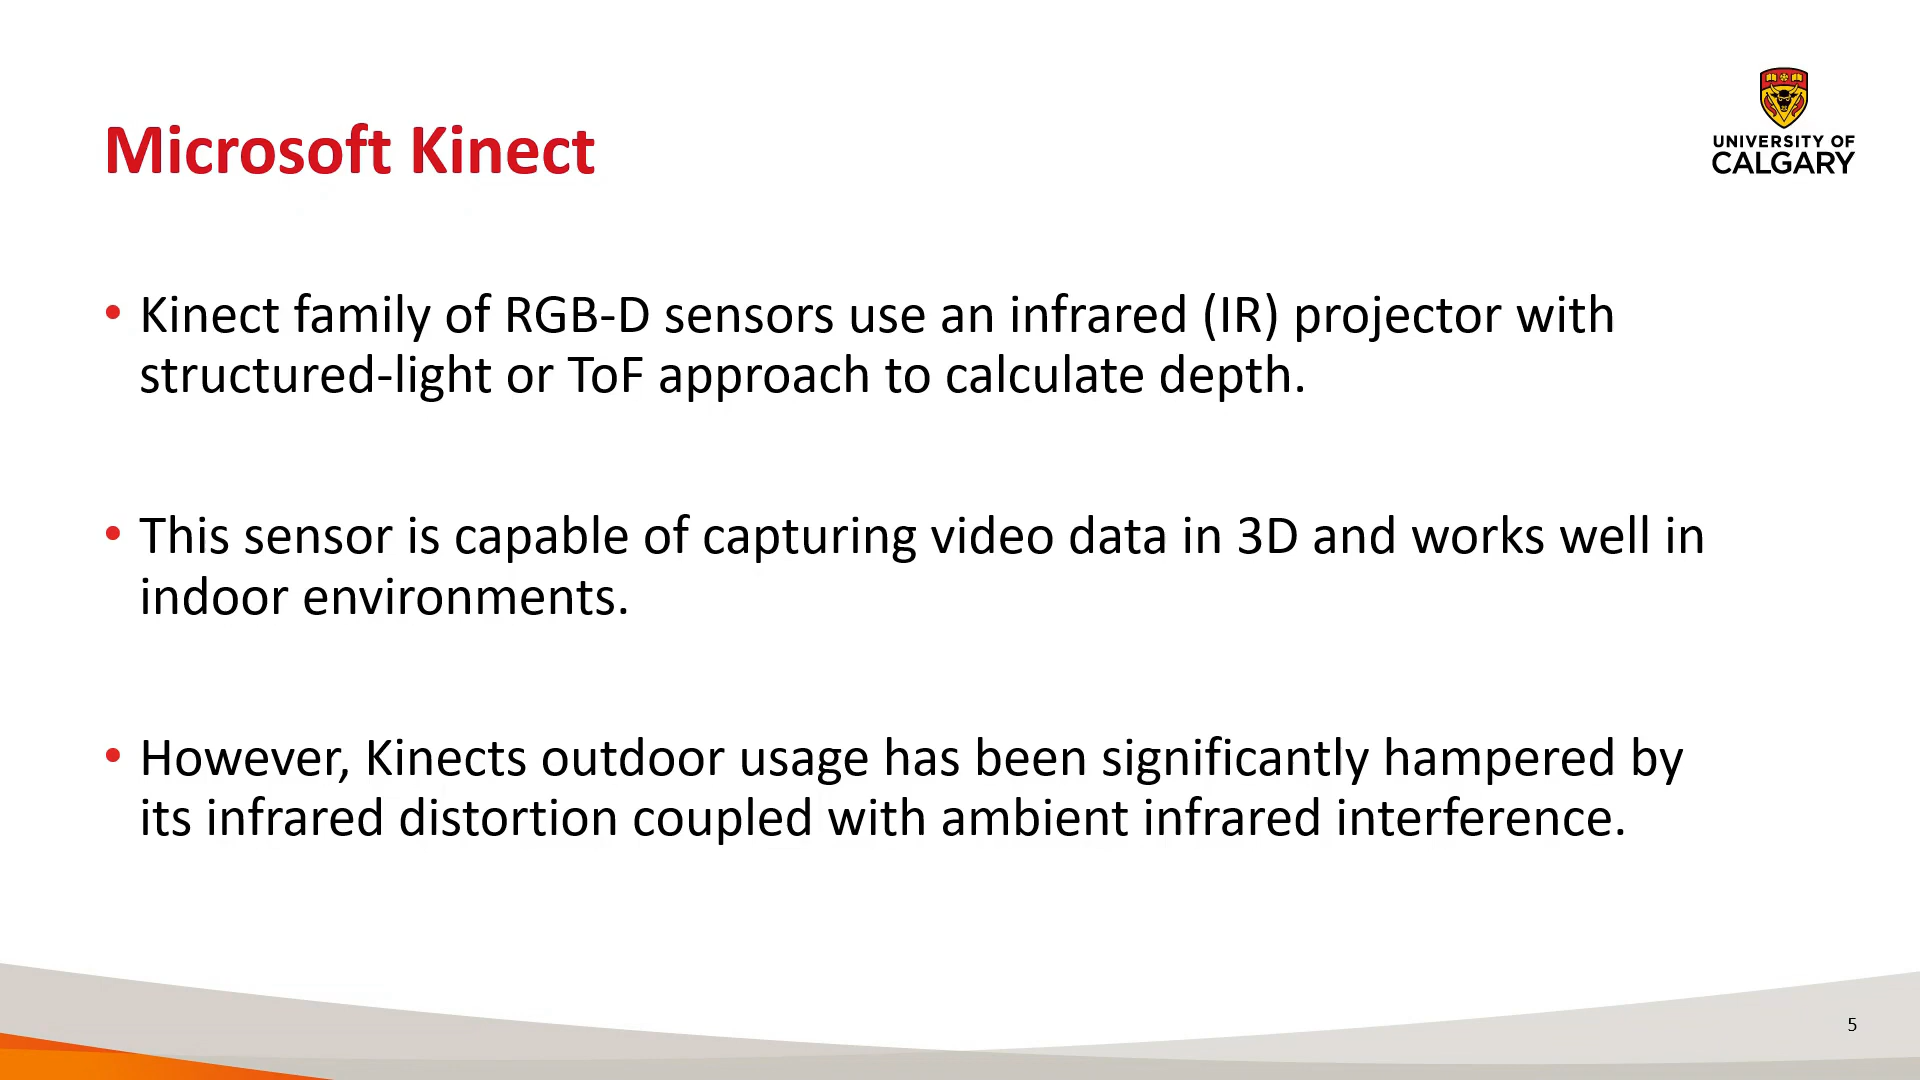 Microsoft Kinect
UNIVERSITY OF
CALGARY
• Kinect family of RGB-D sensors use an infrared (IR) projector with
structured-light or ToF approach to calculate depth.
• This sensor is capable of capturing video data in 3D and works well in
indoor environments.
• However, Kinects outdoor usage has been significantly hampered by
its infrared distortion coupled with ambient infrared interference.
5